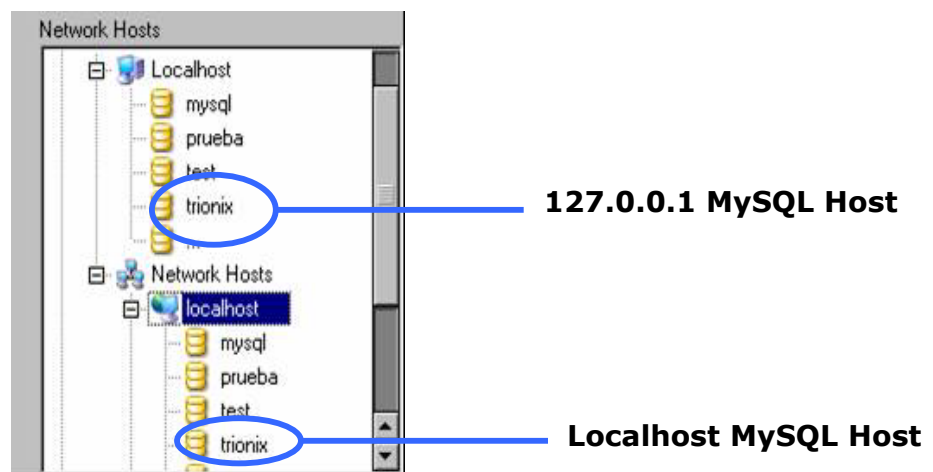 Network Hosts
Localhost
mysql
prueba
test
trionix
127.0.0.1 MySQL Host
...
Network Hosts
localhost
mysql
prueba
test
trionix
Localhost MySQL Host